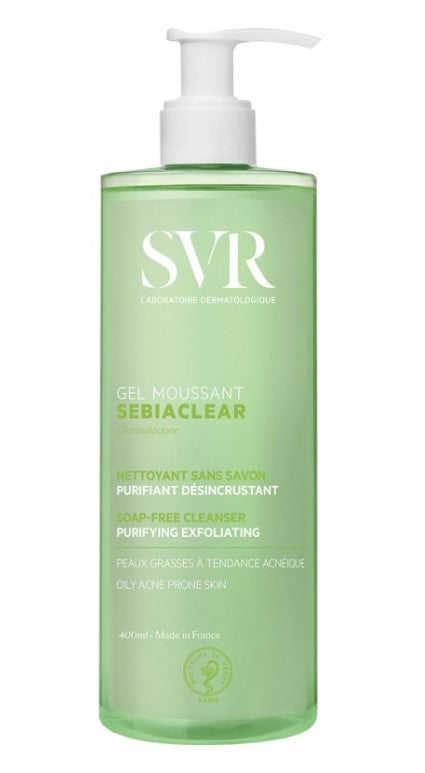 SVR
LABORATOIRE DERMATOLOGIQUE
GEL MOUSSANT
SEBIACLEAR
Gluconolactone
NETTOYANT SANS SAVON
PURIFIANT DÉSINCRUSTANT
SOAP-FREE CLEANSER
PURIFYING EXFOLIATING
PEAUX GRASSES À TENDANCE ACNÉIQUE
OILY ACNE PRONE SKIN
400ml - Made in France
PARIS